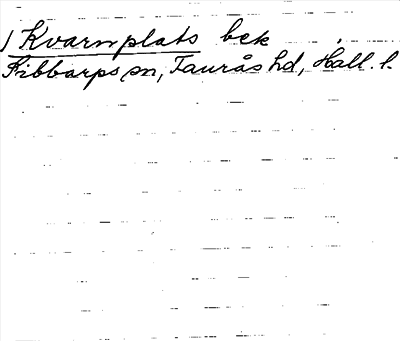 1 Kvarnplats bek
Kibbarps sn, Faurås hd, Hall. l.